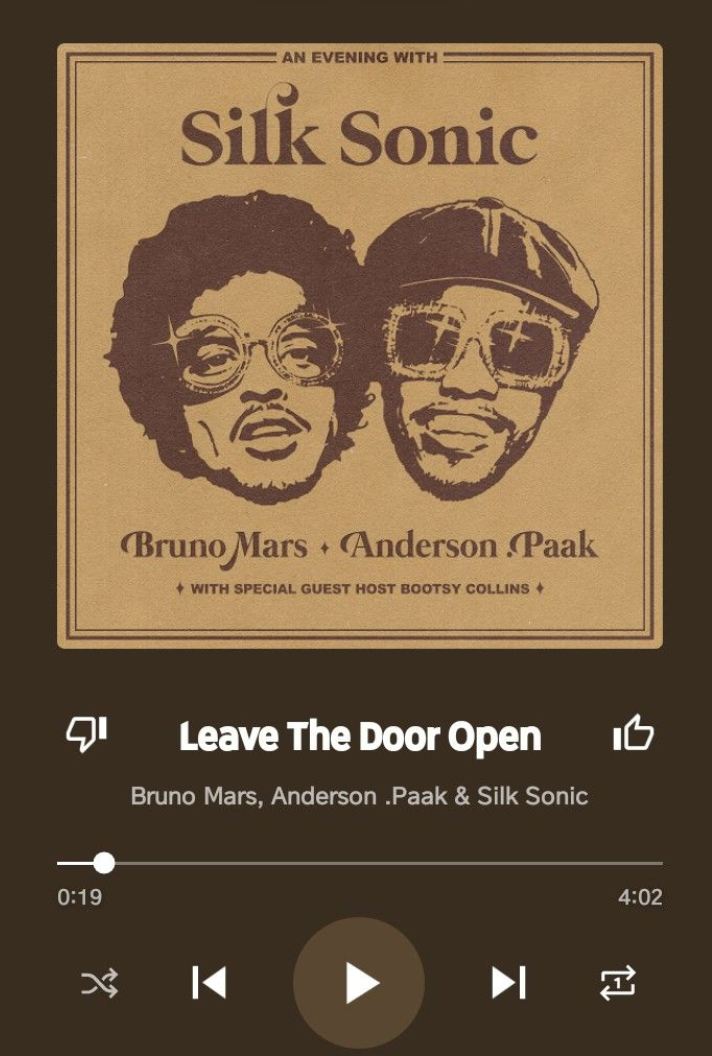 AN EVENING WITH
Silk Sonic
Bruno Mars Anderson .Paak
WITH SPECIAL GUEST HOST BOOTSY COLLINS
Leave The Door Open
Bruno Mars, Anderson .Paak & Silk Sonic
0:19 4:02
1